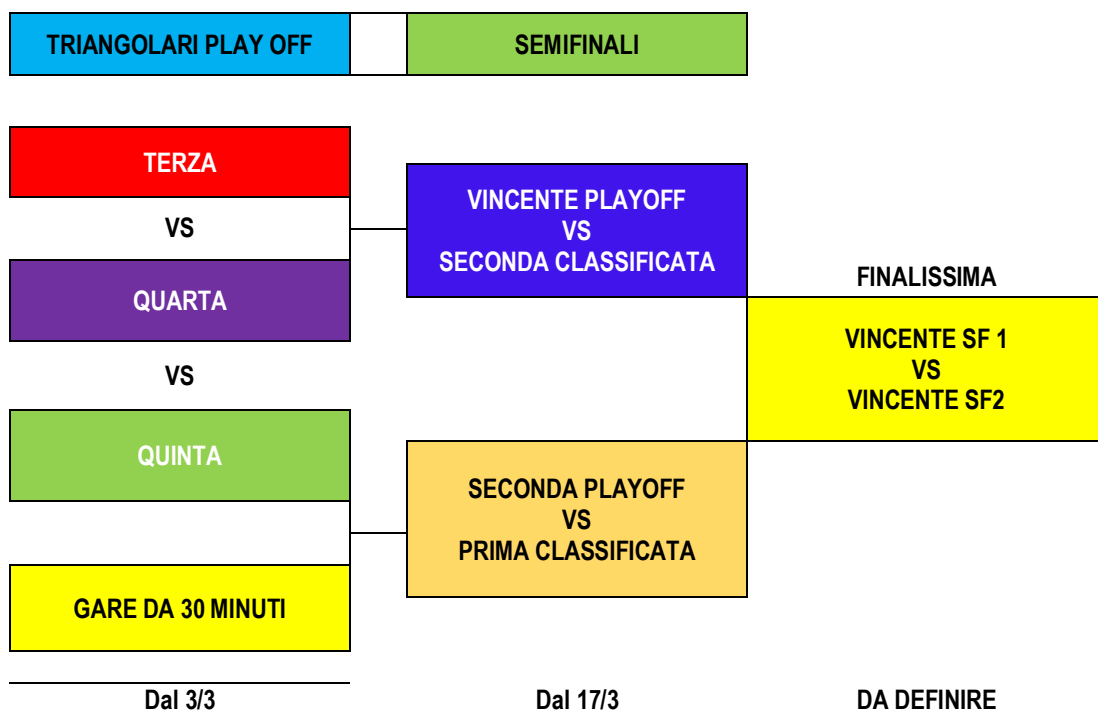 TRIANGOLARI PLAY OFF
SEMIFINALI
TERZA
VS
QUARTA
VS
QUINTA
GARE DA 30 MINUTI
VINCENTE PLAYOFF
VS
SECONDA CLASSIFICATA
SECONDA PLAYOFF
VS
PRIMA CLASSIFICATA
FINALISSIMA
VINCENTE SF 1
VS
VINCENTE SF2
Dal 3/3
Dal 17/3
DA DEFINIRE